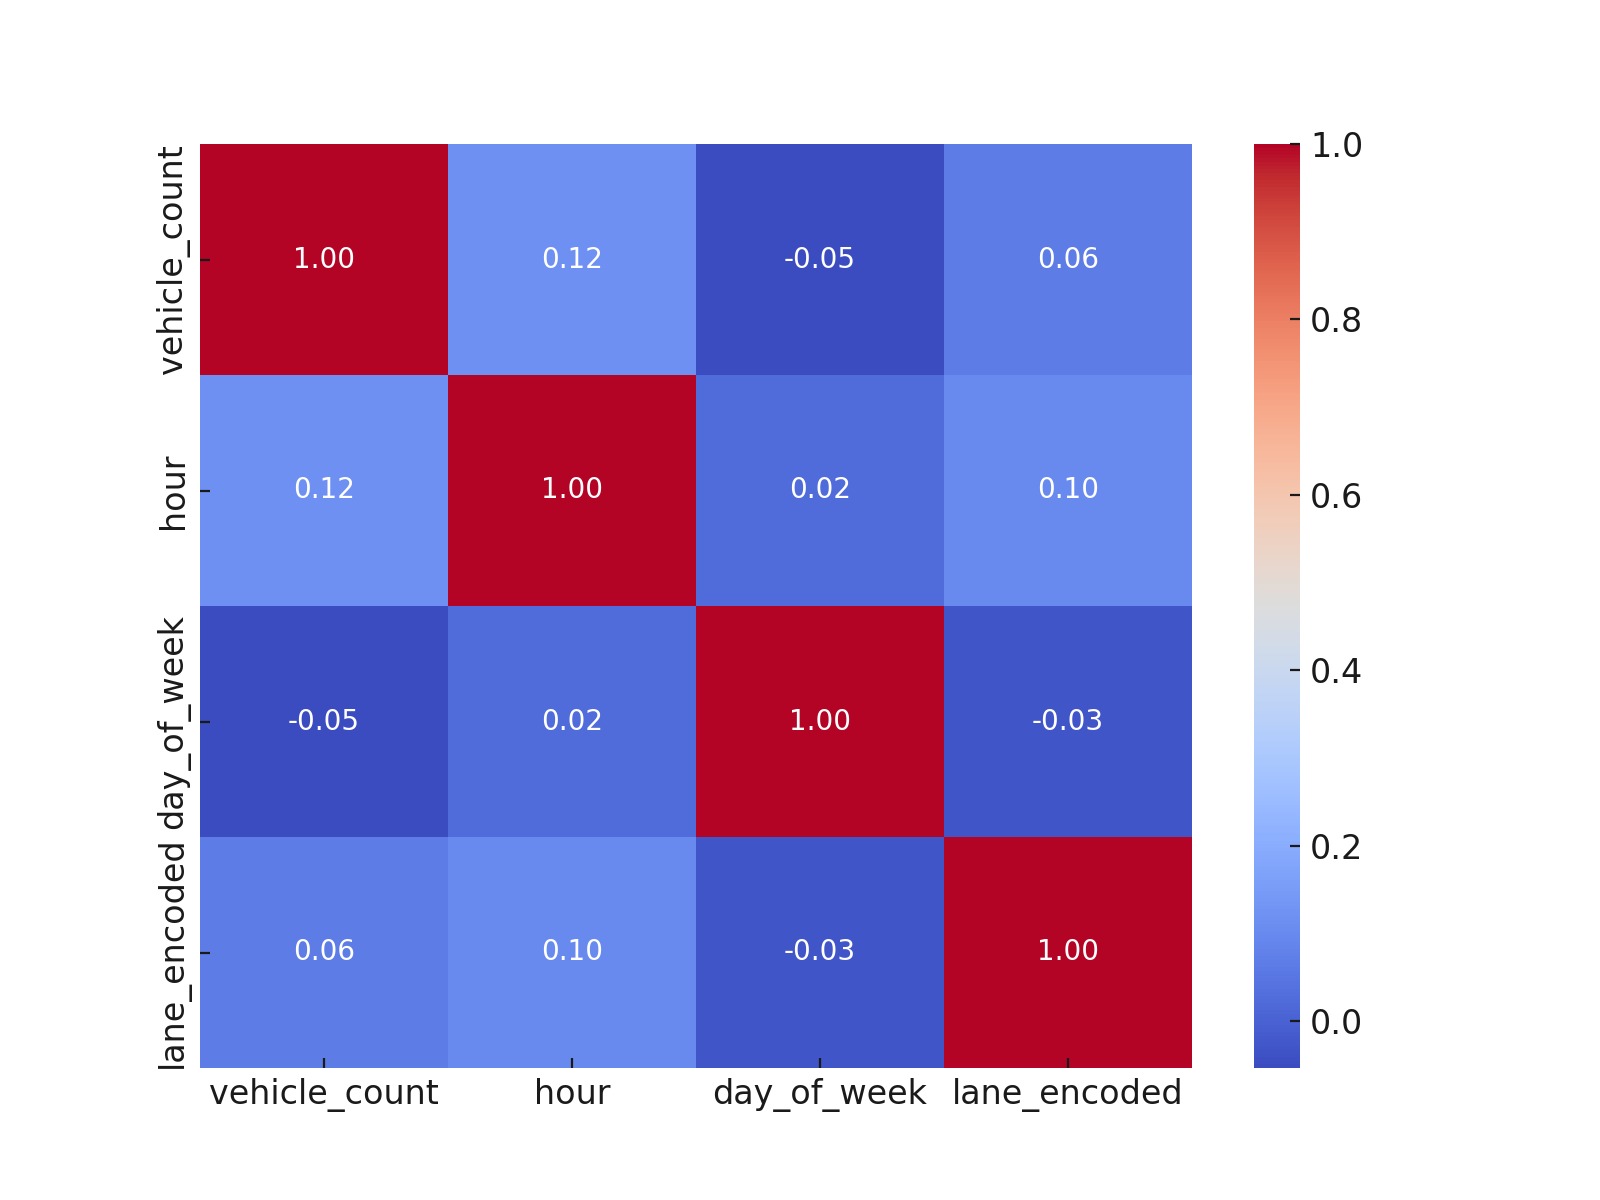 vehicle_count
1.00 0.12 -0.05 0.06
hour
0.12 1.00 0.02 0.10
day_of_week
-0.05 0.02 1.00 -0.03
lane_encoded
0.06 0.10 -0.03 1.00
vehicle_count hour day_of_week lane_encoded
1.0
0.8
0.6
0.4
0.2
0.0